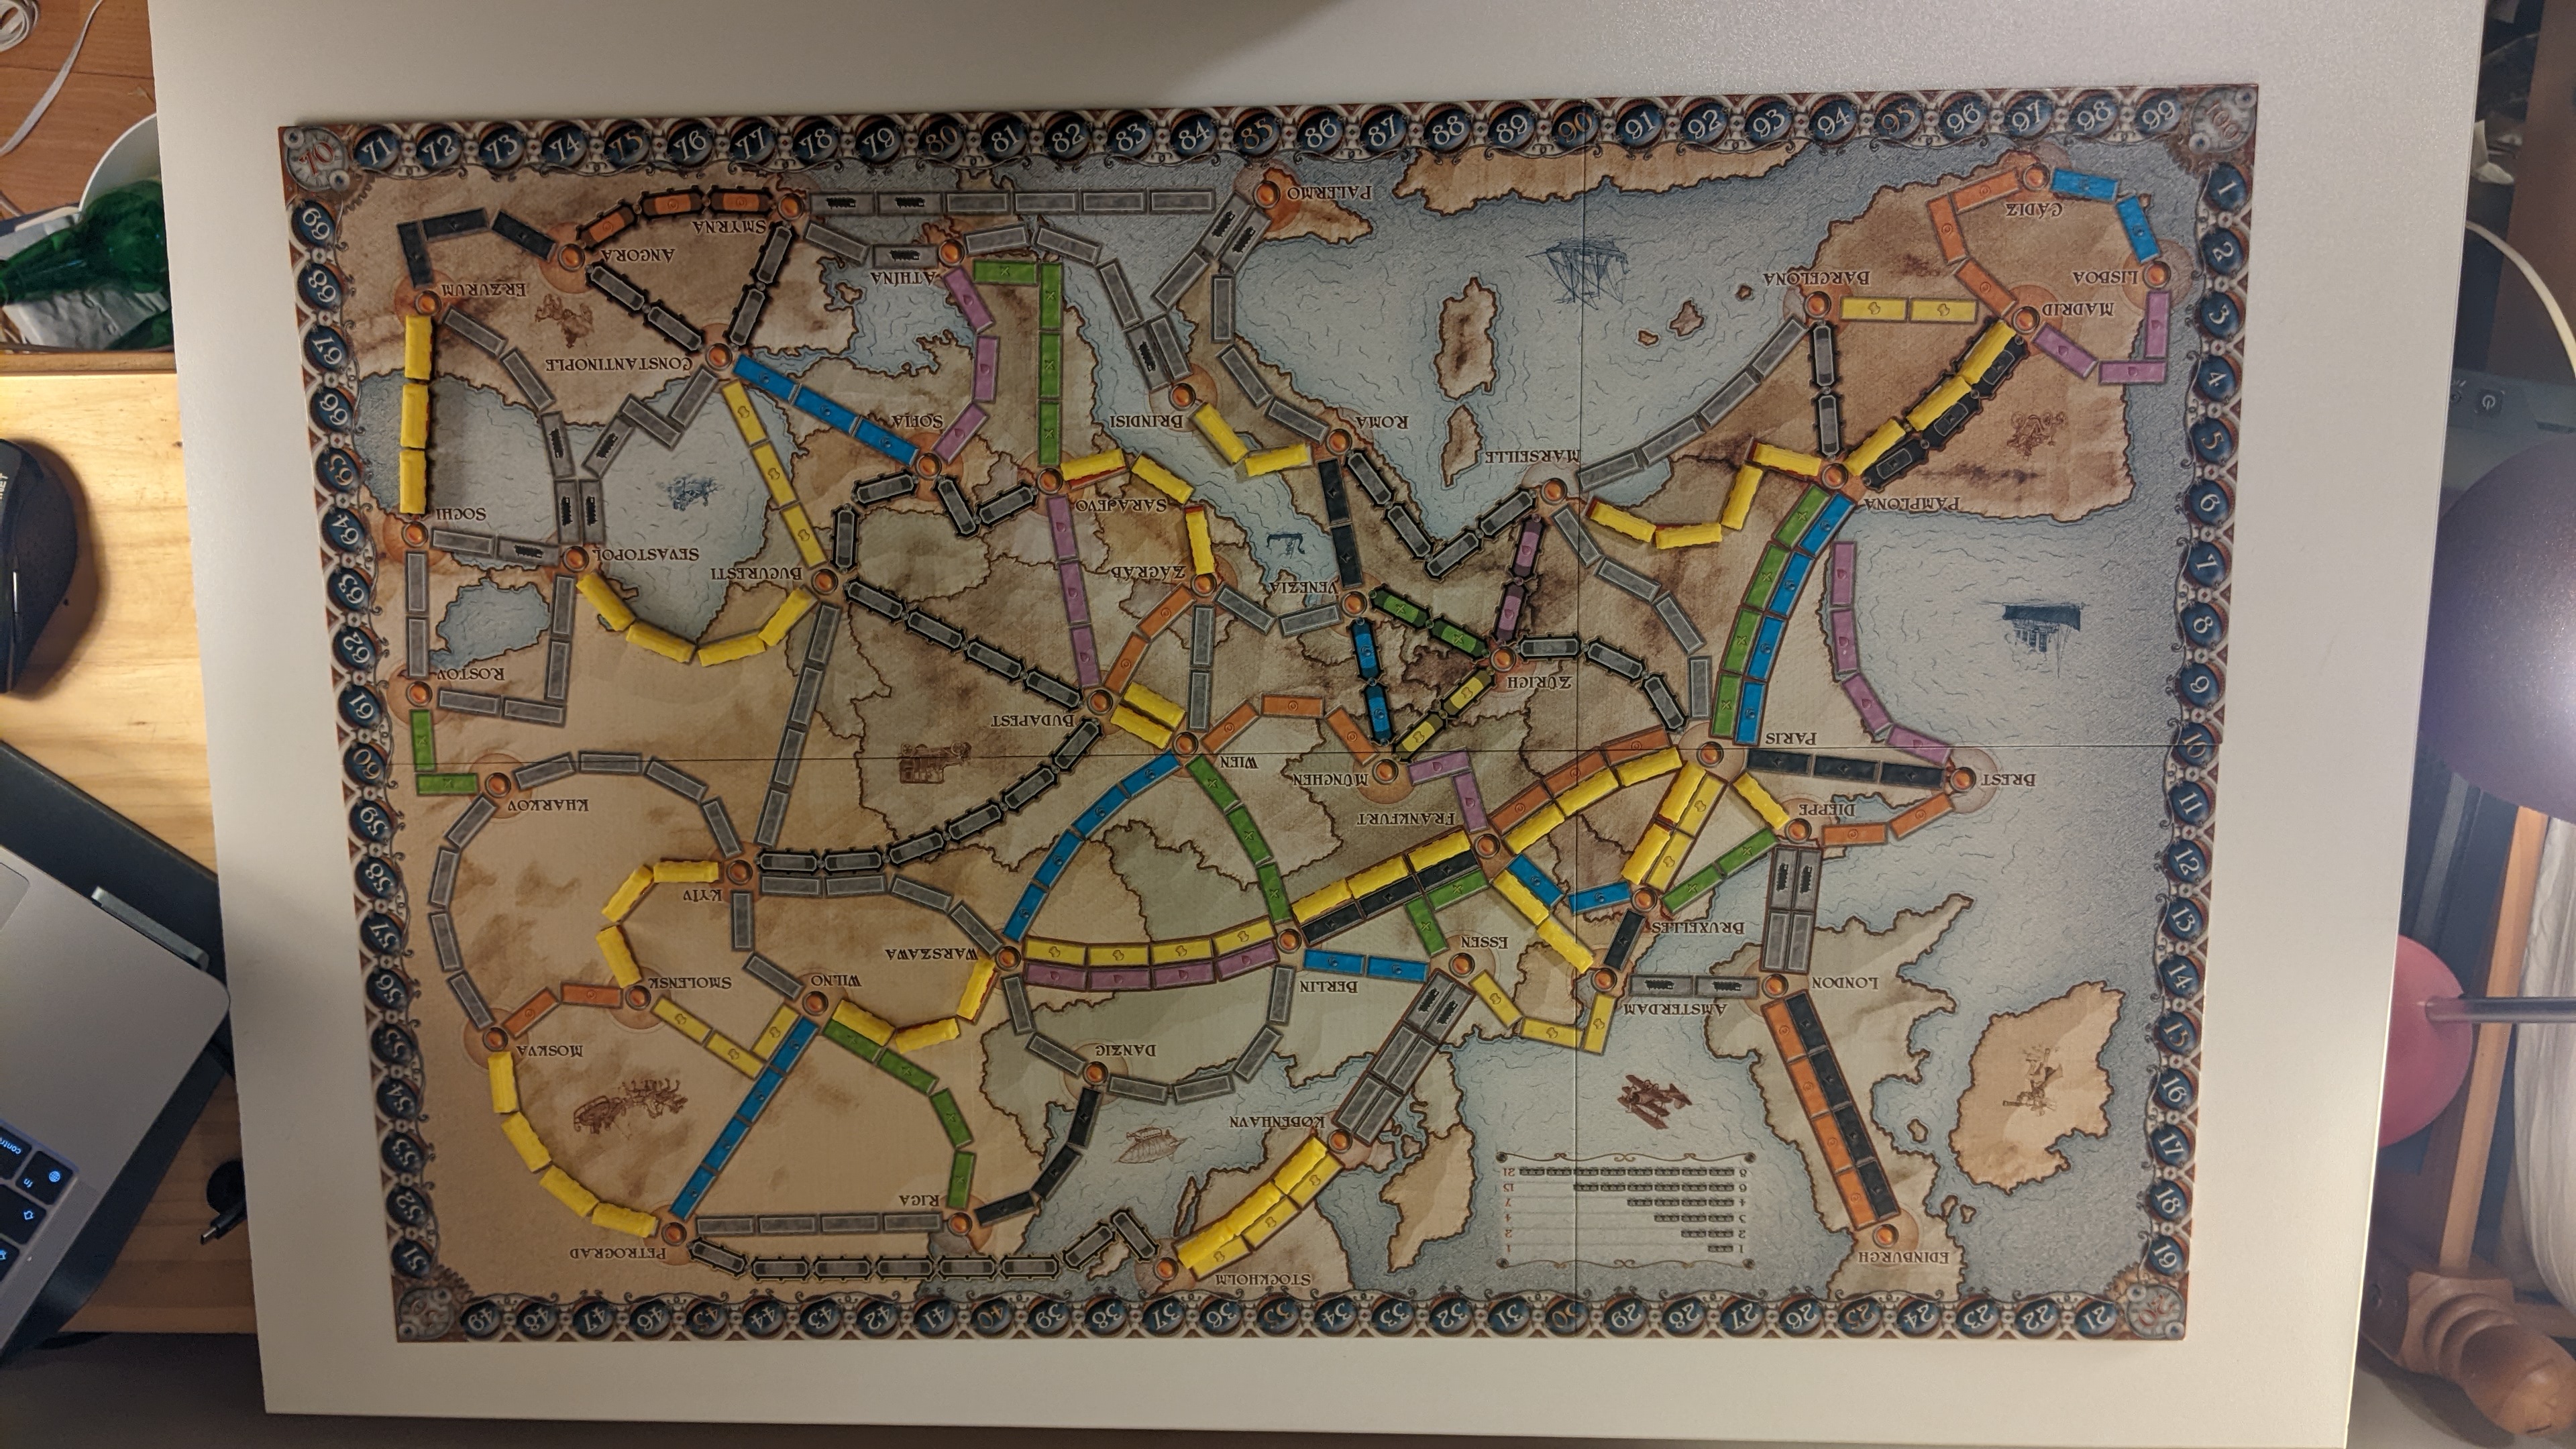 70 71 72 73 74 75 76 77 78 79 80 81 82 83 84 85 86 87 88 89 90 91 92 93 94 95 96 97 98 99 100
69
68
67
66
65
64
63
62
61
60
59
58
57
56
54
53
52
51
1
2
3
4
5
6
7
8
9
10
11
12
13
14
15
16
17
18
19
49 48 47 46 45 44 43 42 41 40 39 38 37 36 35 34 33 32 31 30 29 28 27 26 25 24 23 22 21 20
EDINBURGH
STOCKHOLM
PETROGRAD
RIGA
KØBENHAVN
DANZIG
MOSKVA
LONDON
AMSTERDAM
ESSEN
BERLIN
WILNO
SMOLENSK
WARSZAWA
BRUXELLES
KYIV
DIEPPE
FRANKFURT
KHARKOV
BREST
PARIS
MÜNCHEN
WIEN
BUDAPEST
ZÜRICH
ROSTOV
VENEZIA
ZAGRAB
BUCURESTI
SEVASTOPOL
SOCHI
PAMPLONA
MARSEILLE
SARAJEVO
ROMA
BRINDISI
SOFIA
CONSTANTINOPLE
MADRID
BARCELONA
LISBOA
ERZURUM
ATHINA
ANGORA
SMYRNA
CÁDIZ
PALERMO
1
2
3 4
4 7
6 15
8 21
fn